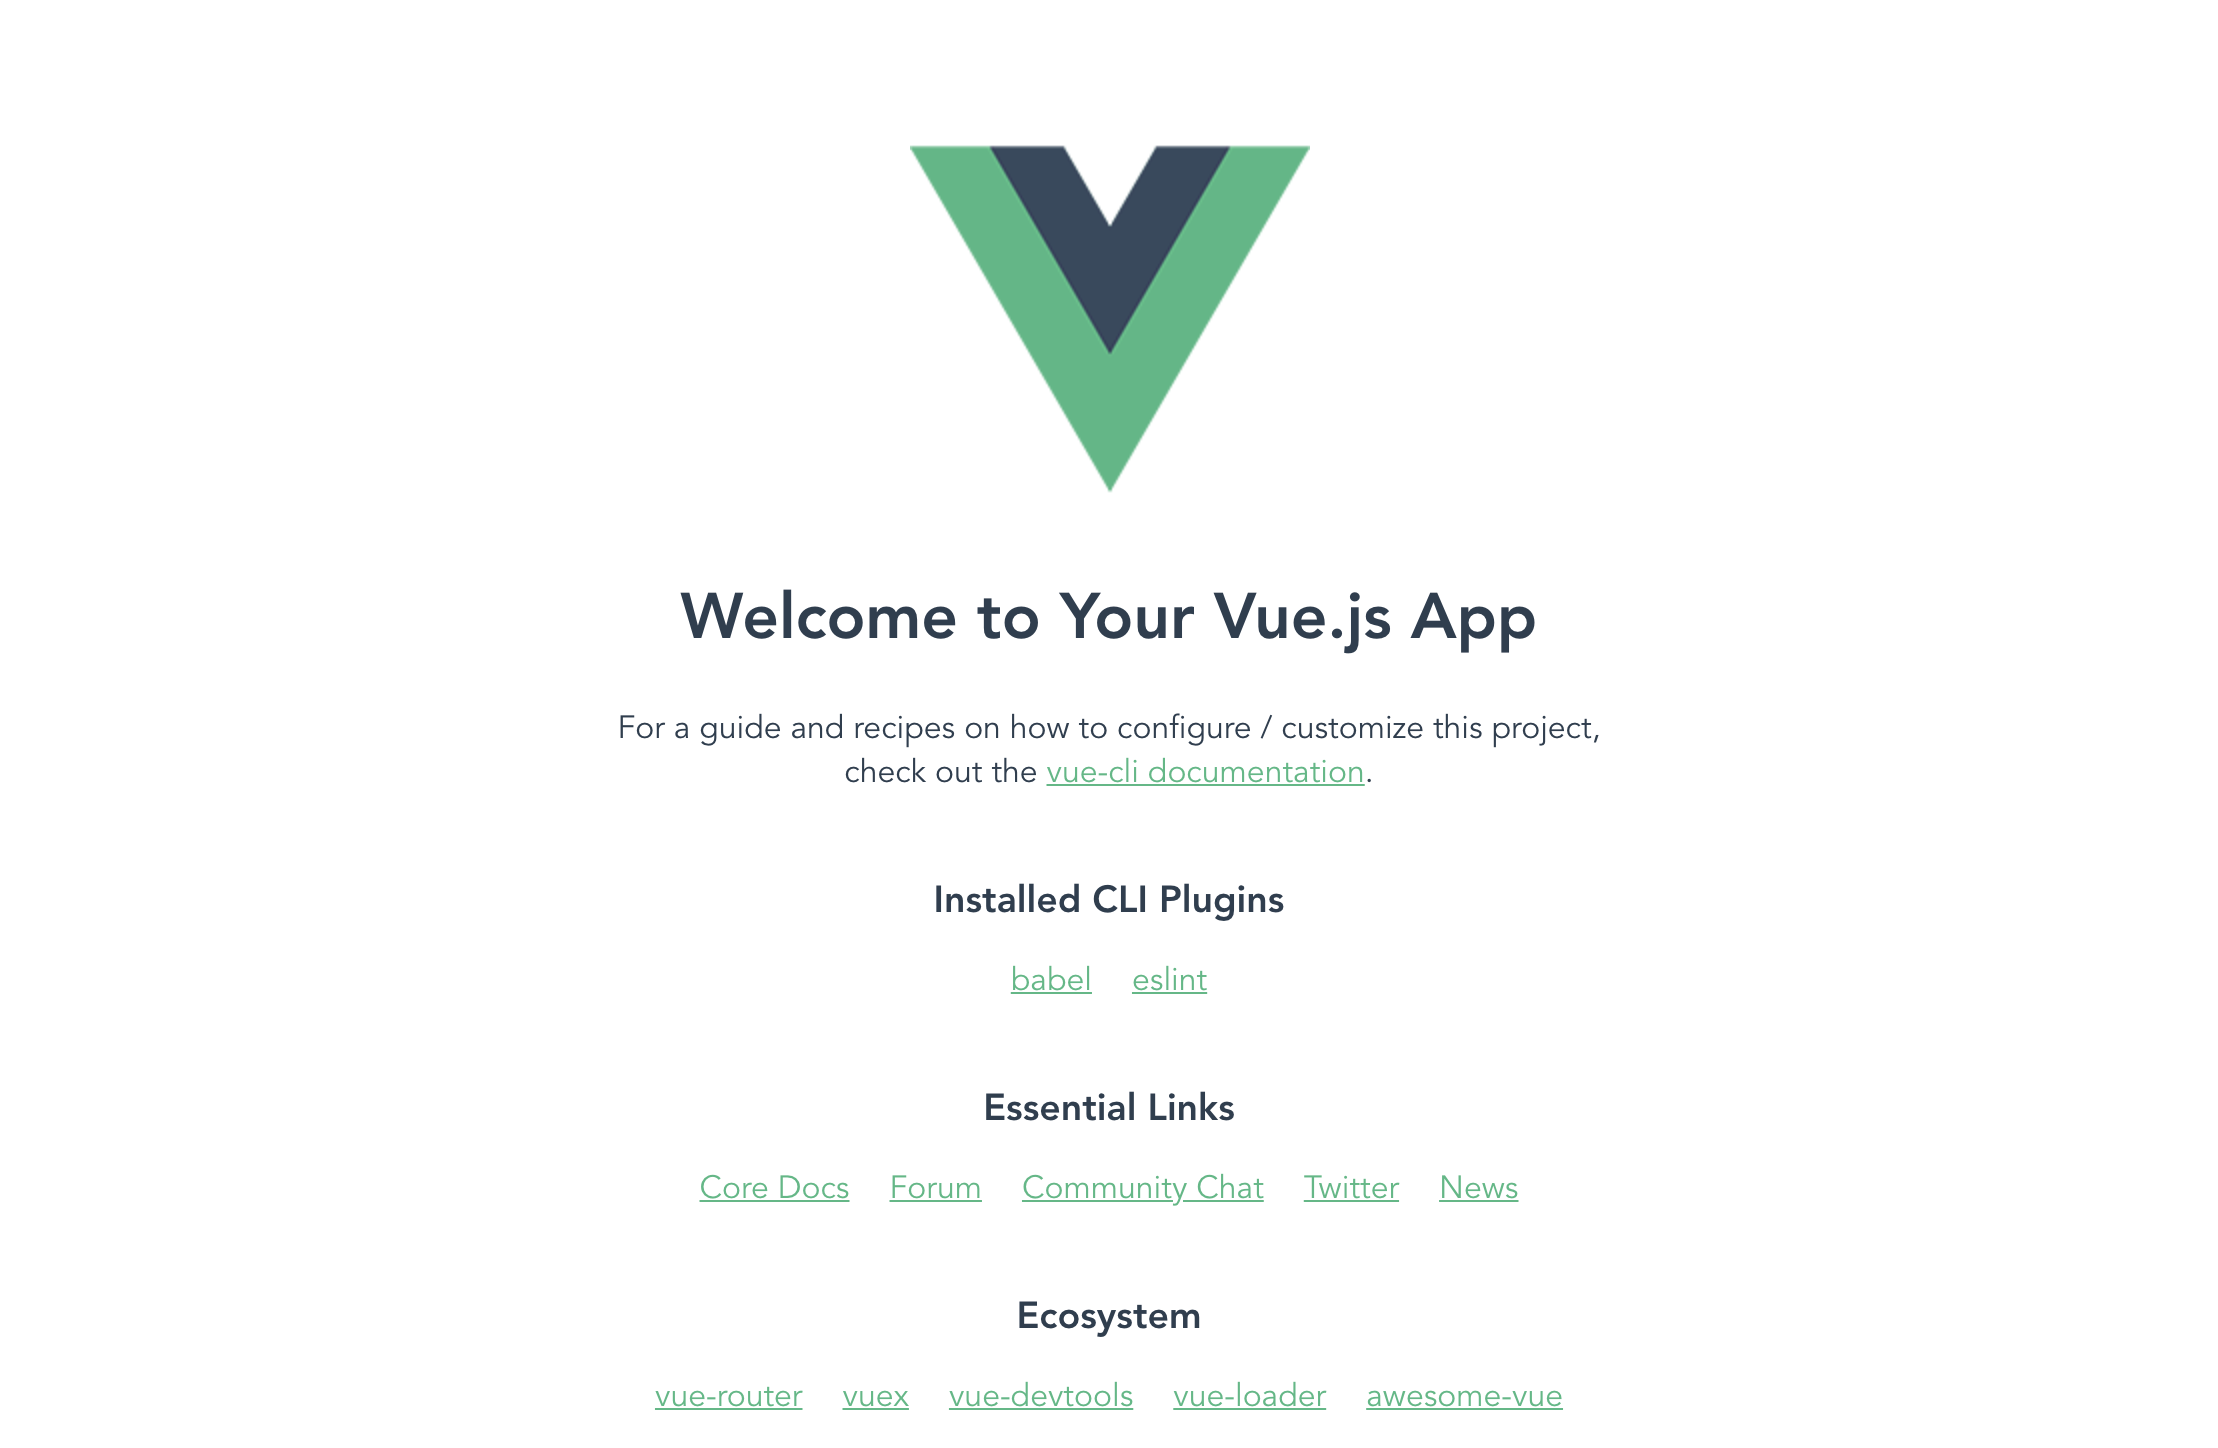 Welcome to Your Vue.js App
For a guide and recipes on how to configure / customize this project,
check out the vue-cli documentation.
Installed CLI Plugins
babel eslint
Essential Links
Core Docs Forum Community Chat Twitter News
Ecosystem
vue-router vuex vue-devtools vue-loader awesome-vue